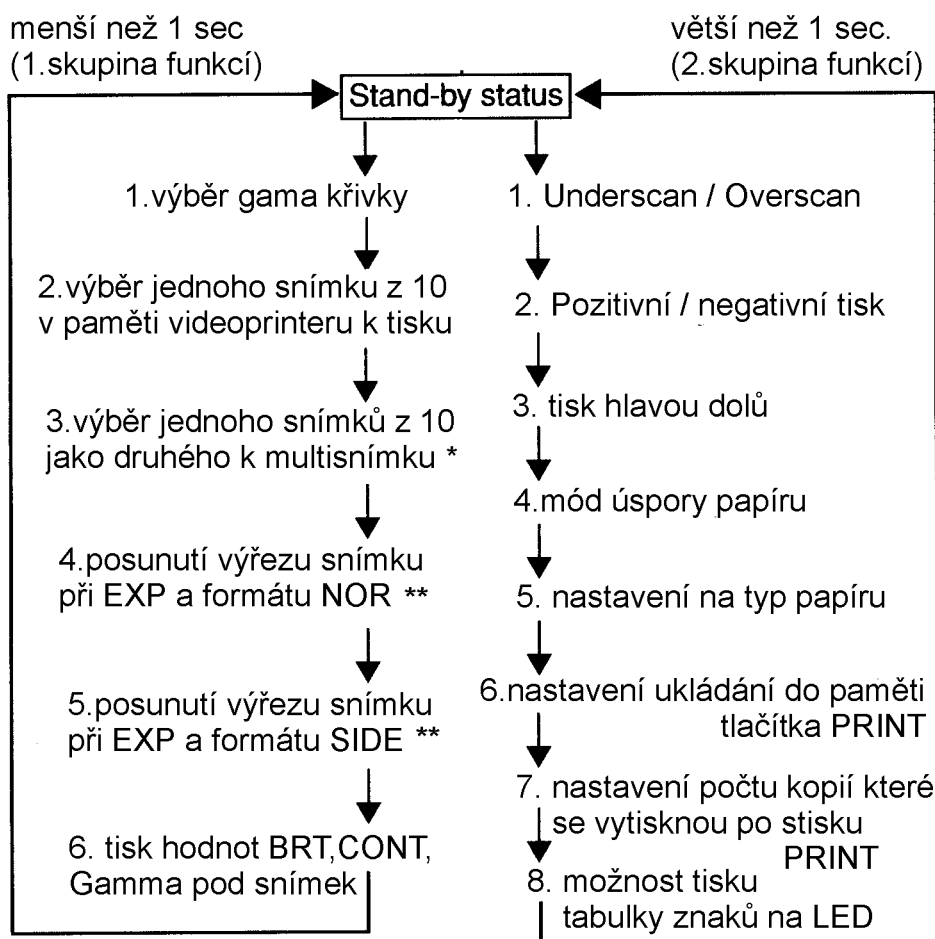 menší než 1 sec
(1.skupina funkcí)
větší než 1 sec.
(2.skupina funkcí)
Stand-by status
1.výběr gama křivky
2.výběr jednoho snímku z 10
v paměti videoprinteru k tisku
3.výběr jednoho snímků z 10
jako druhého k multisnímku *
4.posunutí výřezu snímku
při EXP a formátu NOR **
5.posunutí výřezu snímku
při EXP a formátu SIDE **
6. tisk hodnot BRT,CONT,
Gamma pod snímek
1. Underscan / Overscan
2. Pozitivní / negativní tisk
3. tisk hlavou dolů
4.mód úspory papíru
5. nastavení na typ papíru
6.nastavení ukládání do paměti
tlačítka PRINT
7. nastavení počtu kopií které
se vytisknou po stisku
PRINT
8. možnost tisku
tabulky znaků na LED